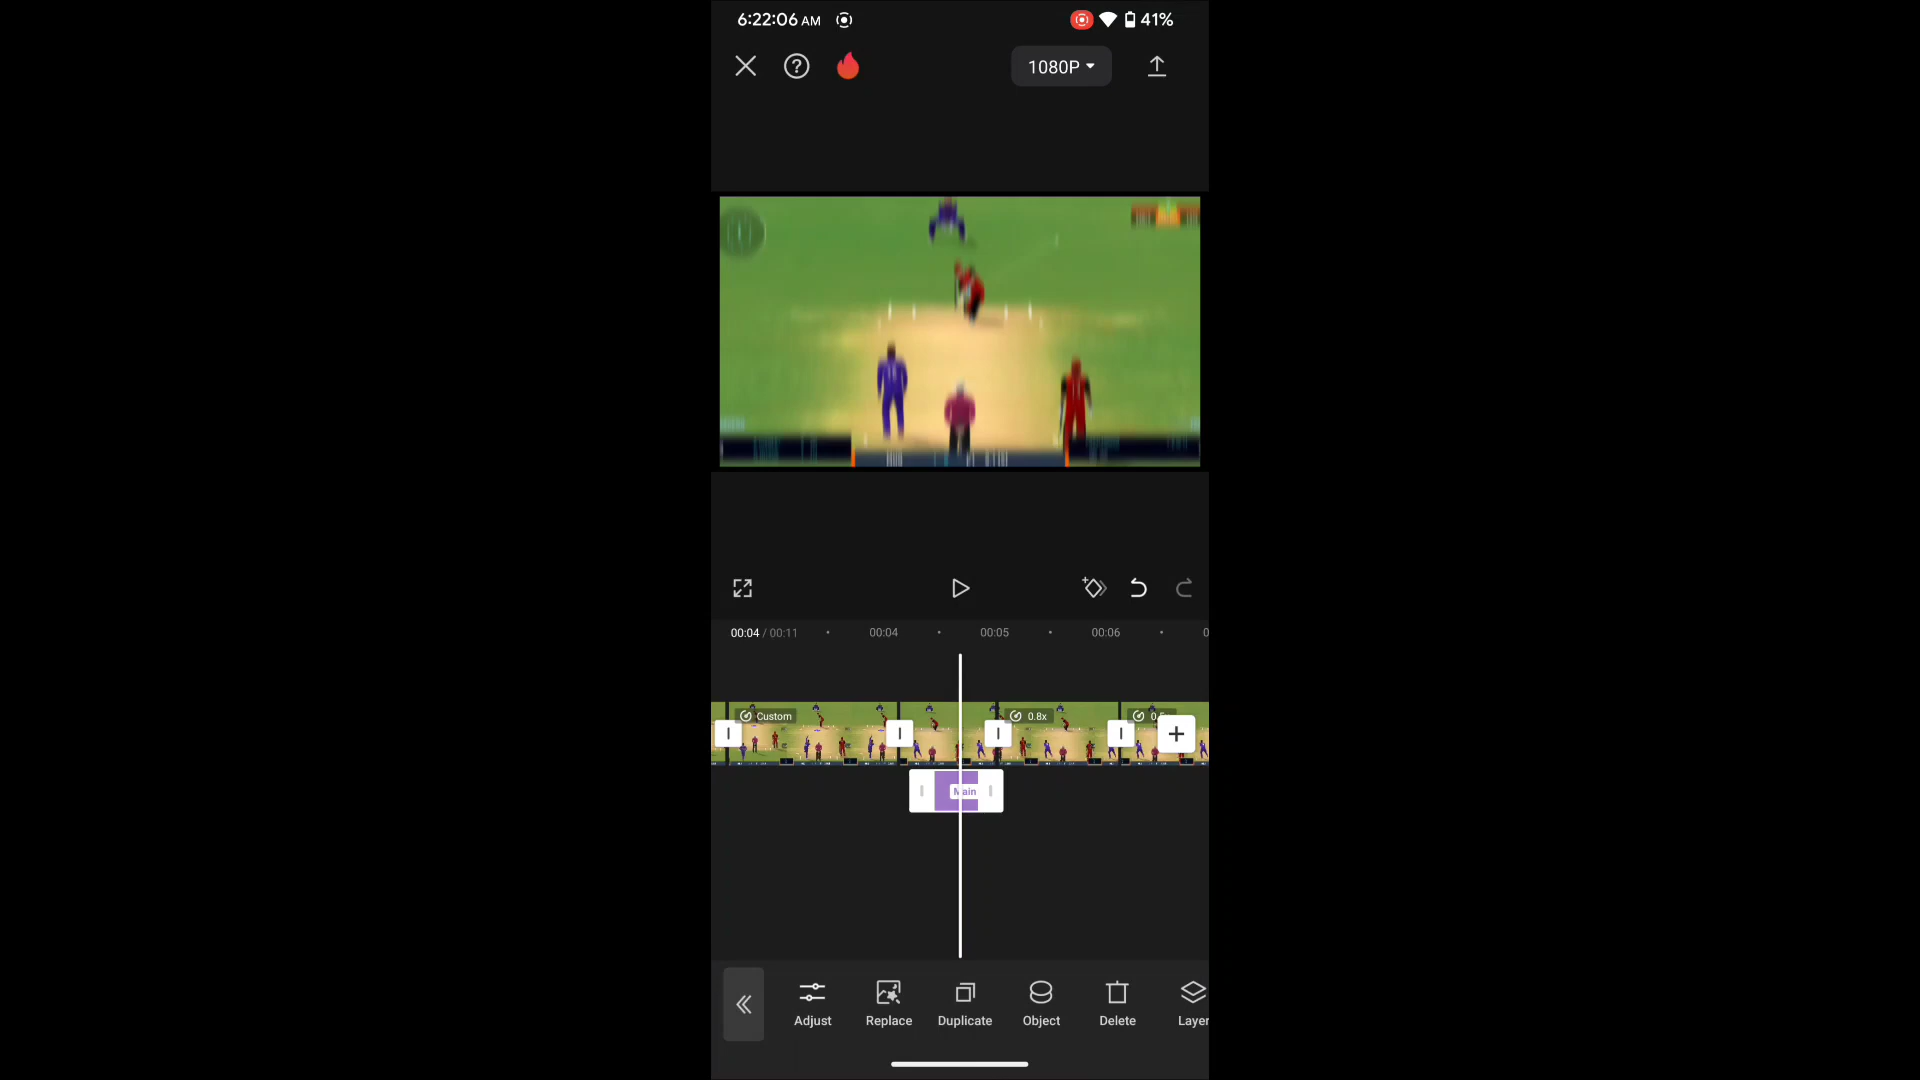 6:22:06 AM 41%
1080P
00:04 / 00:11 00:04 00:05 00:06
Custom 0.8x
Main
Adjust Replace Duplicate Object Delete Layer